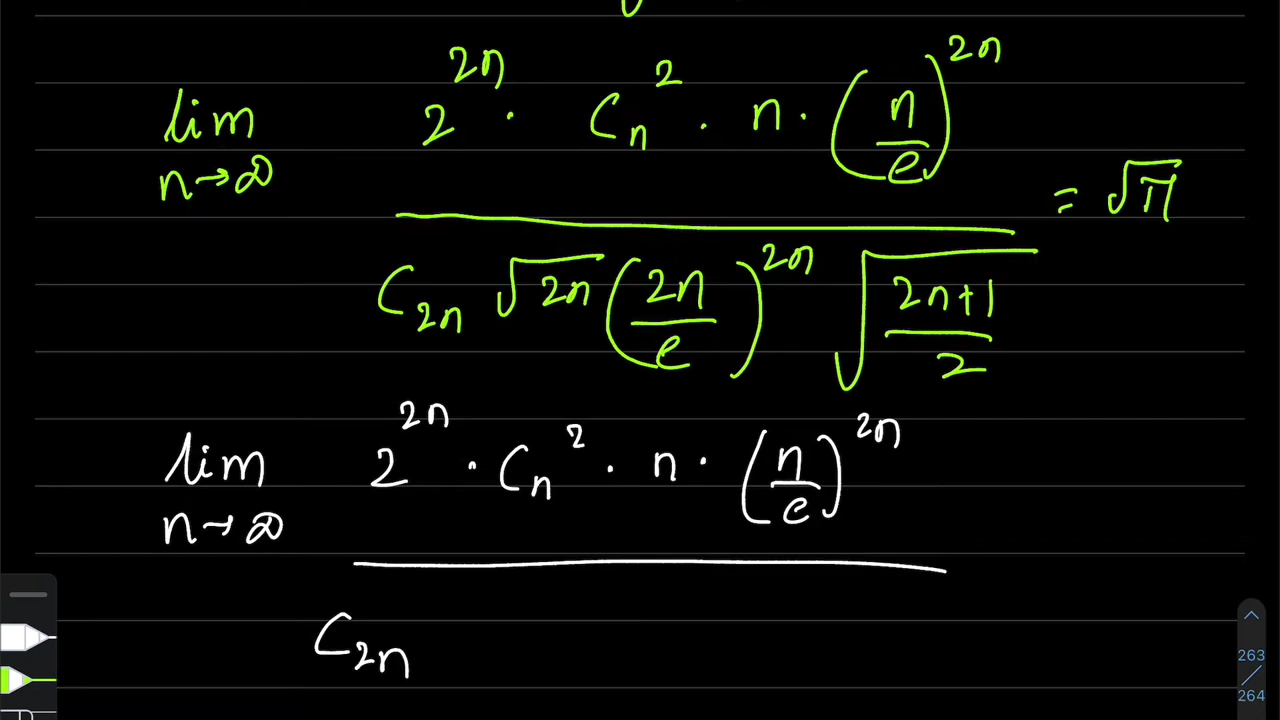 lim n→∞ 2^{2n} · C_n^2 · n · (n/e)^{2n} / C_{2n} √(2n) (2n/e)^{2n} √((2n+1)/2) = √π
lim n→∞ 2^{2n} · C_n^2 · n · (n/e)^{2n} / C_{2n}
263
264